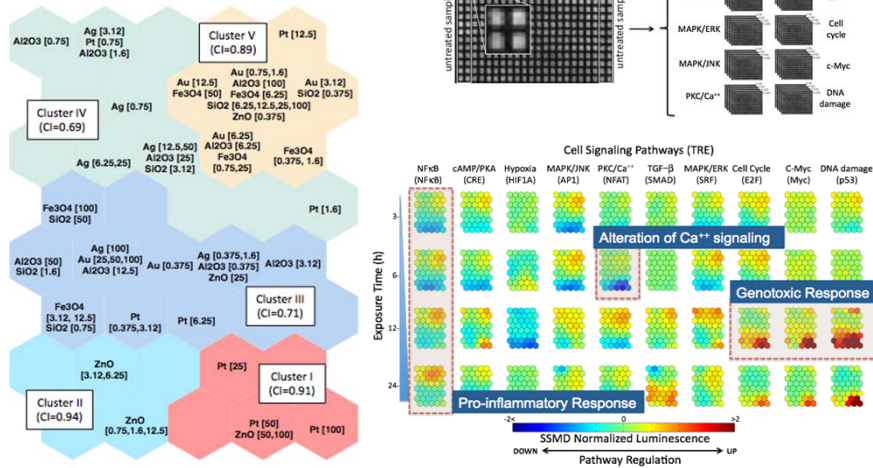 Ag [3.12]
Pt [0.75]
Al2O3 [1.6]
Al2O3 [0.75]
Cluster V
(CI=0.89)
Pt [12.5]
Cluster IV
(CI=0.69)
Ag [0.75]
Au [12.5]
Fe3O4 [50]
Au [0.75,1.6]
Al2O3 [100]
Fe3O4 [6.25]
SiO2 [6.25,12.5,25,100]
ZnO [0.375]
Au [3.12]
SiO2 [0.375]
Ag [6.25,25]
Ag [12.5,50]
Al2O3 [25]
SiO2 [3.12]
Au [6.25]
Al2O3 [6.25]
Fe3O4
[0.75,25]
Fe3O4
[0.375, 1.6]
Fe3O4 [100]
SiO2 [50]
Pt [1.6]
Al2O3 [50]
SiO2 [1.6]
Ag [100]
Au [25,50,100]
Al2O3 [12.5]
Au [0.375]
Ag [0.375,1.6]
Al2O3 [0.375]
ZnO [25]
Al2O3 [3.12]
Fe3O4
[3.12, 12.5]
SiO2 [0.75]
Pt
[0.375,3.12]
Pt [6.25]
Cluster III
(CI=0.71)
ZnO
[3.12,6.25]
Pt [25]
Cluster I
(CI=0.91)
Cluster II
(CI=0.94)
ZnO
[0.75,1.6,12.5]
Pt [50]
ZnO [50,100]
Pt [100]
untreated samp
untreated samp
MAPK/ERK
Cell
cycle
MAPK/JNK
c-Myc
PKC/Ca++
DNA
damage
Cell Signaling Pathways (TRE)
NFκB
(NFκB)
cAMP/PKA
(CRE)
Hypoxia
(HIF1A)
MAPK/JNK
(AP1)
PKC/Ca++
(NFAT)
TGF–β
(SMAD)
MAPK/ERK
(SRF)
Cell Cycle
(E2F)
C-Myc
(Myc)
DNA damage
(p53)
Exposure Time (h)
3
6
12
24
Alteration of Ca++ signaling
Genotoxic Response
Pro-inflammatory Response
-2<
0
>2
SSMD Normalized Luminescence
DOWN
UP
Pathway Regulation